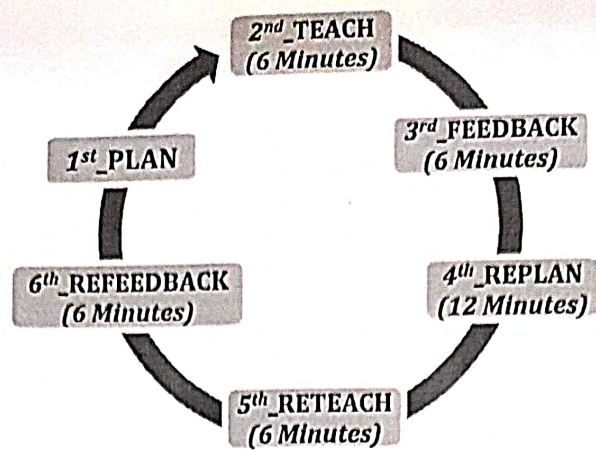 1st_PLAN
2nd_TEACH
(6 Minutes)
3rd_FEEDBACK
(6 Minutes)
4th_REPLAN
(12 Minutes)
5th_RETEACH
(6 Minutes)
6th_REFEEDBACK
(6 Minutes)